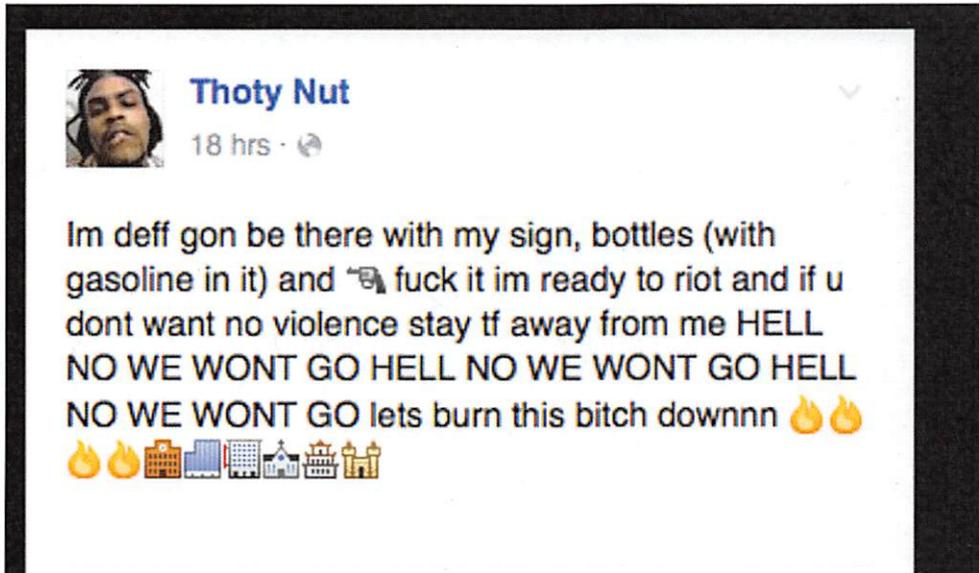 Thoty Nut
18 hrs ·
Im deff gon be there with my sign, bottles (with
gasoline in it) and 🔫 fuck it im ready to riot and if u
dont want no violence stay tf away from me HELL
NO WE WONT GO HELL NO WE WONT GO HELL
NO WE WONT GO lets burn this bitch downnn 🔥🔥
🔥🔥🏫🏬🏢⛪🏯🏰